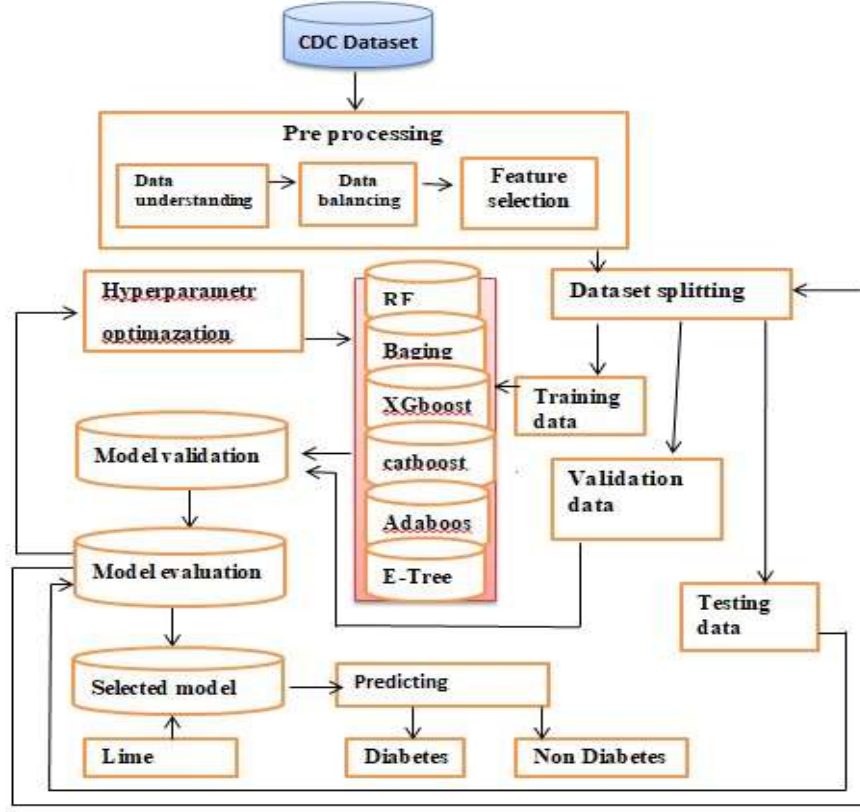 CDC Dataset
Pre processing
Data
understanding
Data
balancing
Feature
selection
Hyperparametr
optimazation
RF
Baging
XGboost
catboost
Adaboos
E-Tree
Dataset splitting
Training
data
Validation
data
Testing
data
Model validation
Model evaluation
Selected model
Lime
Predicting
Diabetes
Non Diabetes